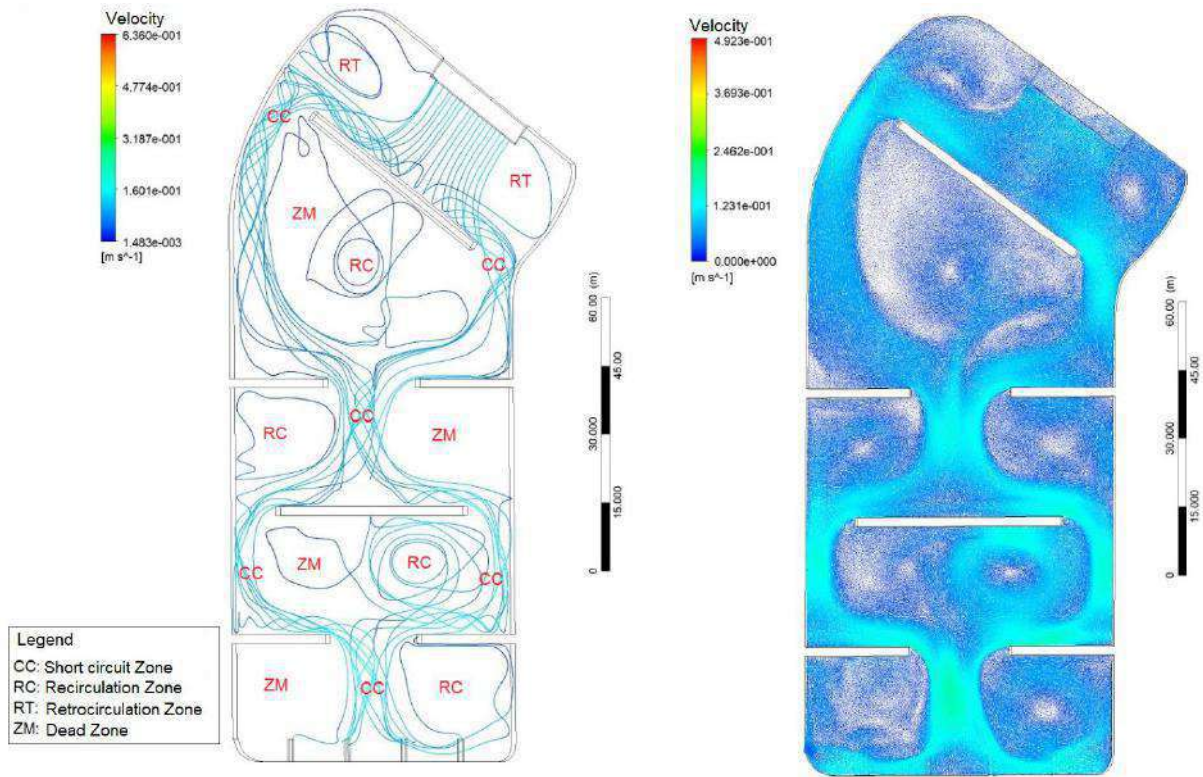 Velocity
6.360e-001
4.774e-001
3.187e-001
1.601e-001
1.483e-003
[m s^-1]
RT
CC
RT
ZM
RC
CC
CC
RC
ZM
ZM
RC
CC
CC
ZM
CC
RC
60.00 (m)
45.00
30.000
15.000
0
Legend
CC: Short circuit Zone
RC: Recirculation Zone
RT: Retrocirculation Zone
ZM: Dead Zone
Velocity
4.923e-001
3.693e-001
2.462e-001
1.231e-001
0.000e+000
[m s^-1]
60.00 (m)
45.00
30.000
15.000
0